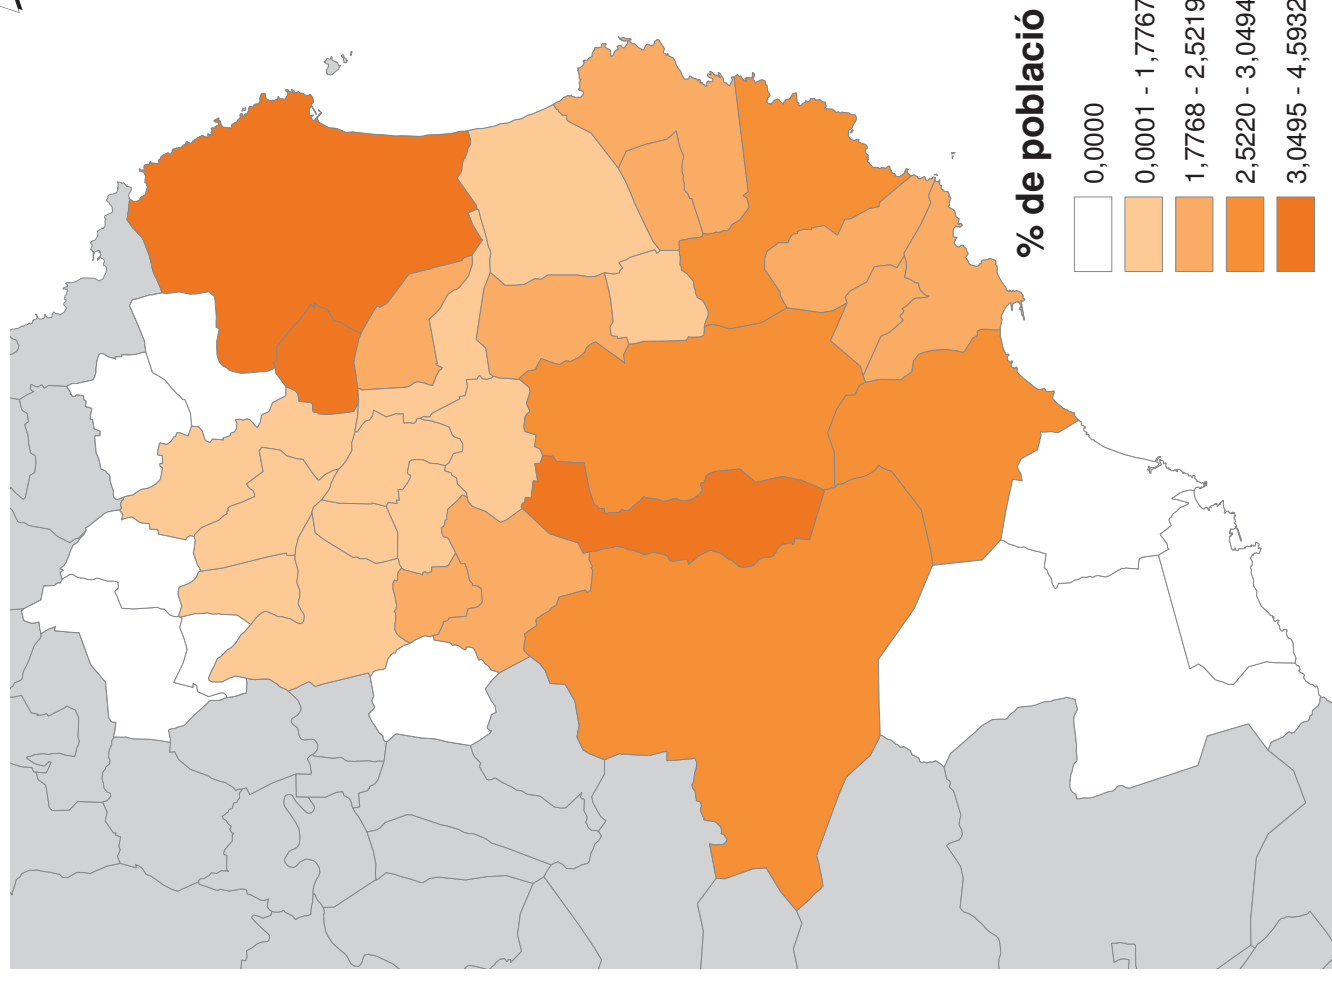 % de població
0,0000
0,0001 - 1,7767
1,7768 - 2,5219
2,5220 - 3,0494
3,0495 - 4,5932